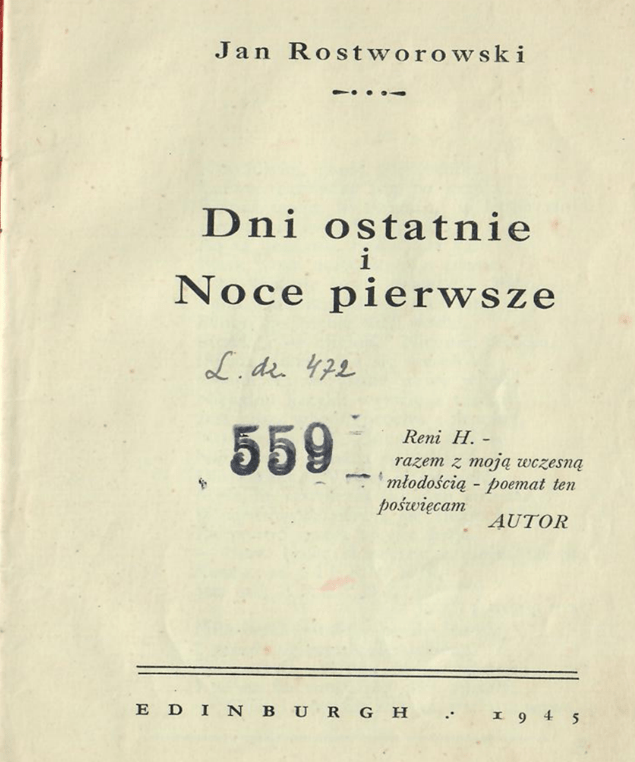 Jan Rostworowski
Dni ostatnie
i
Noce pierwsze
L. dz. 472
559
Reni H. -
razem z moją wczesną
młodością - poemat ten
poświęcam
AUTOR
EDINBURGH .· 1945